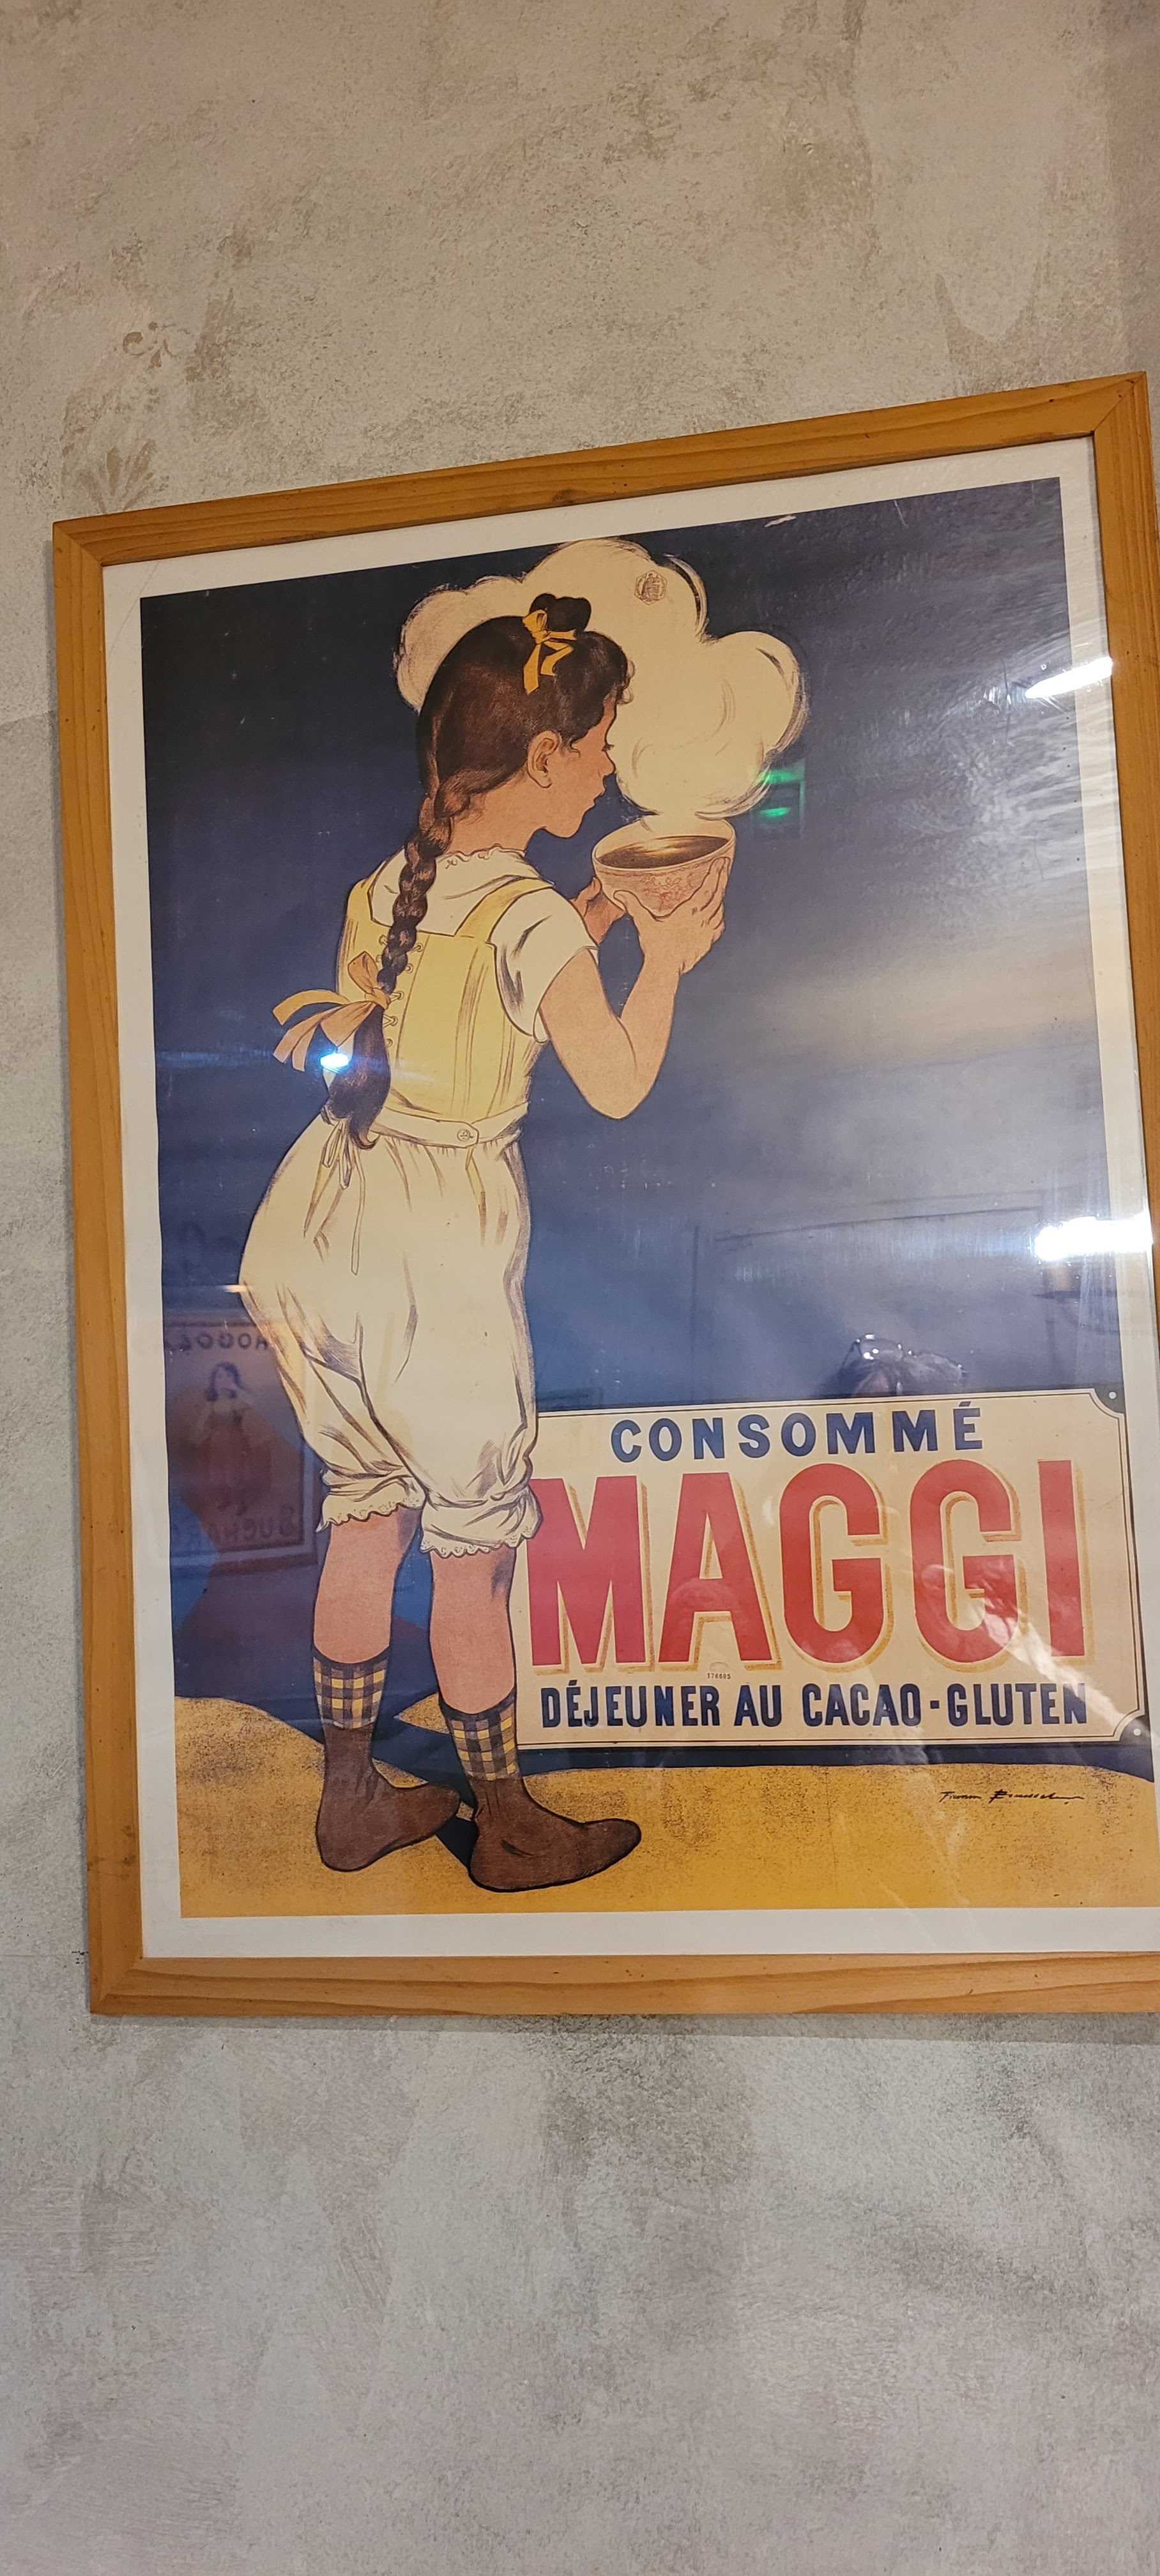 CONSOMMÉ
MAGGI
DÉJEUNER AU CACAO-GLUTEN